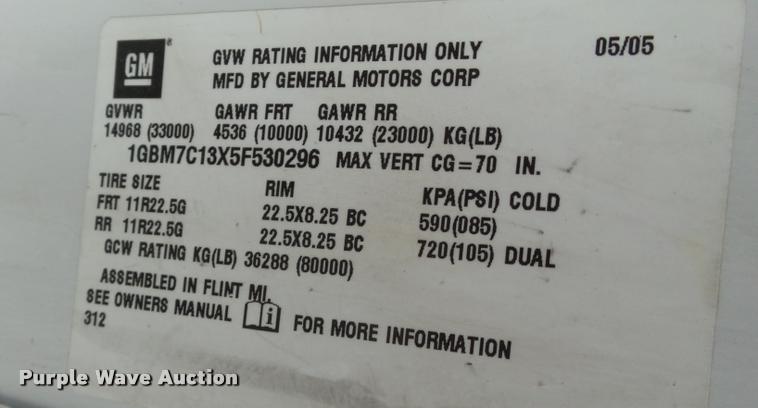 GM ® GVW RATING INFORMATION ONLY 05/05
MFD BY GENERAL MOTORS CORP
GVWR GAWR FRT GAWR RR
14968 (33000) 4536 (10000) 10432 (23000) KG(LB)
1GBM7C13X5F530296 MAX VERT CG=70 IN.
TIRE SIZE RIM KPA(PSI) COLD
FRT 11R22.5G 22.5X8.25 BC 590(085)
RR 11R22.5G 22.5X8.25 BC 720(105) DUAL
GCW RATING KG(LB) 36288 (80000)
ASSEMBLED IN FLINT MI.
SEE OWNERS MANUAL i FOR MORE INFORMATION
312
Purple Wave Auction